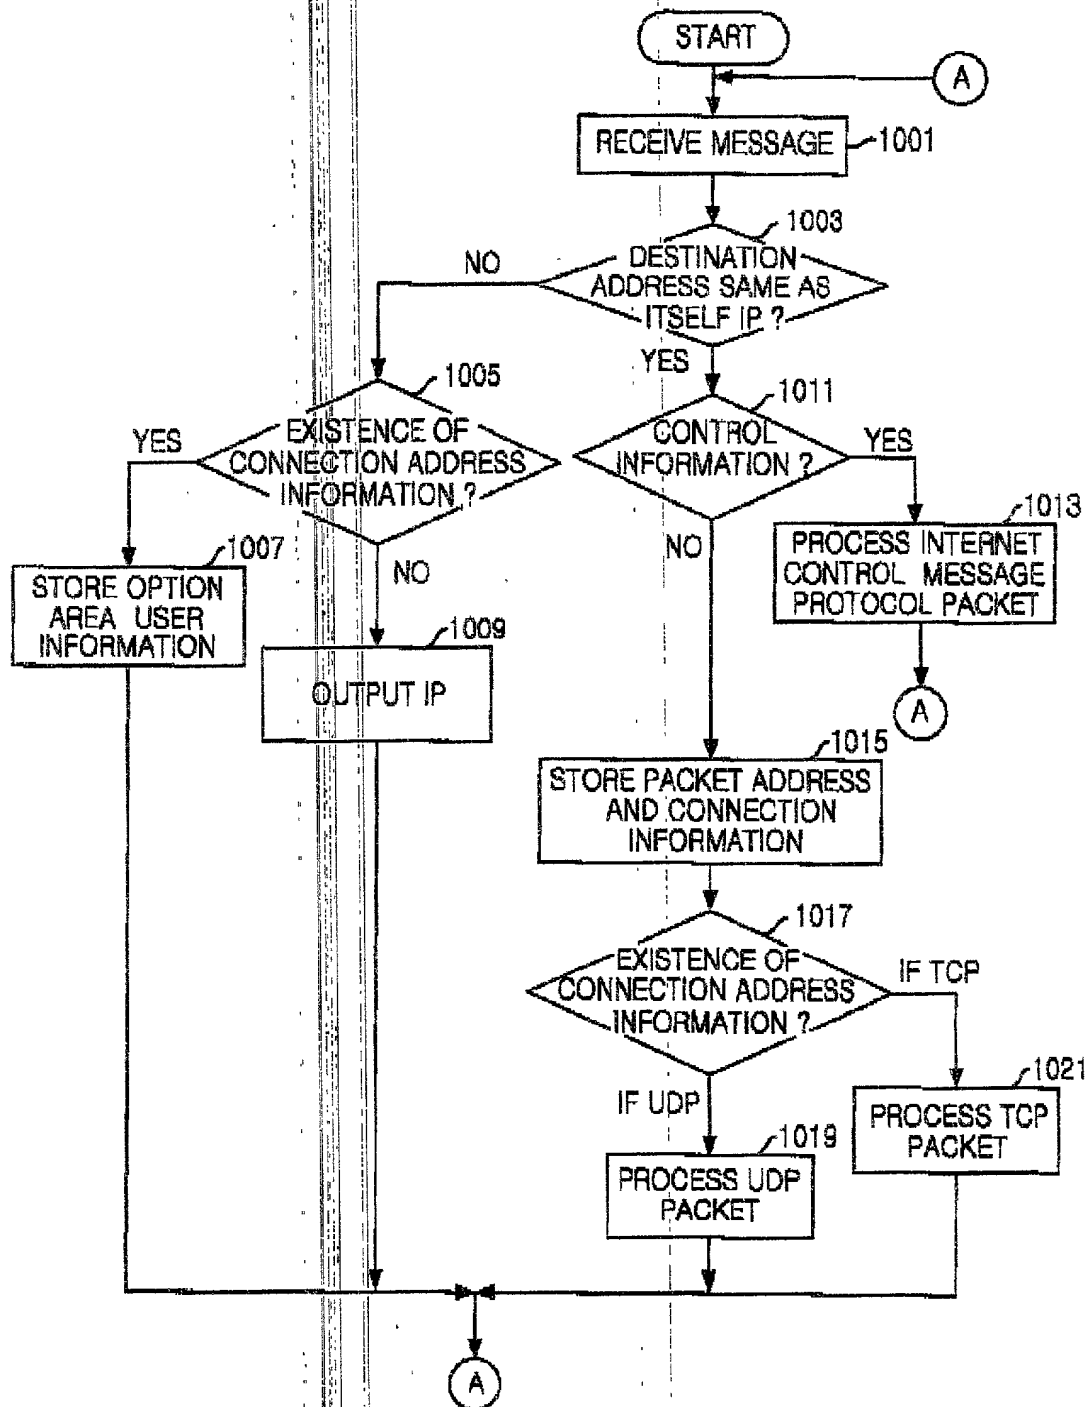 START
A
RECEIVE MESSAGE
1001
1003
DESTINATION
ADDRESS SAME AS
ITSELF IP ?
NO
YES
1005
EXISTENCE OF
CONNECTION ADDRESS
INFORMATION ?
YES
NO
1011
CONTROL
INFORMATION ?
YES
NO
1007
STORE OPTION
AREA USER
INFORMATION
1009
OUTPUT IP
1013
PROCESS INTERNET
CONTROL MESSAGE
PROTOCOL PACKET
A
1015
STORE PACKET ADDRESS
AND CONNECTION
INFORMATION
1017
EXISTENCE OF
CONNECTION ADDRESS
INFORMATION ?
IF TCP
IF UDP
1021
PROCESS TCP
PACKET
1019
PROCESS UDP
PACKET
A